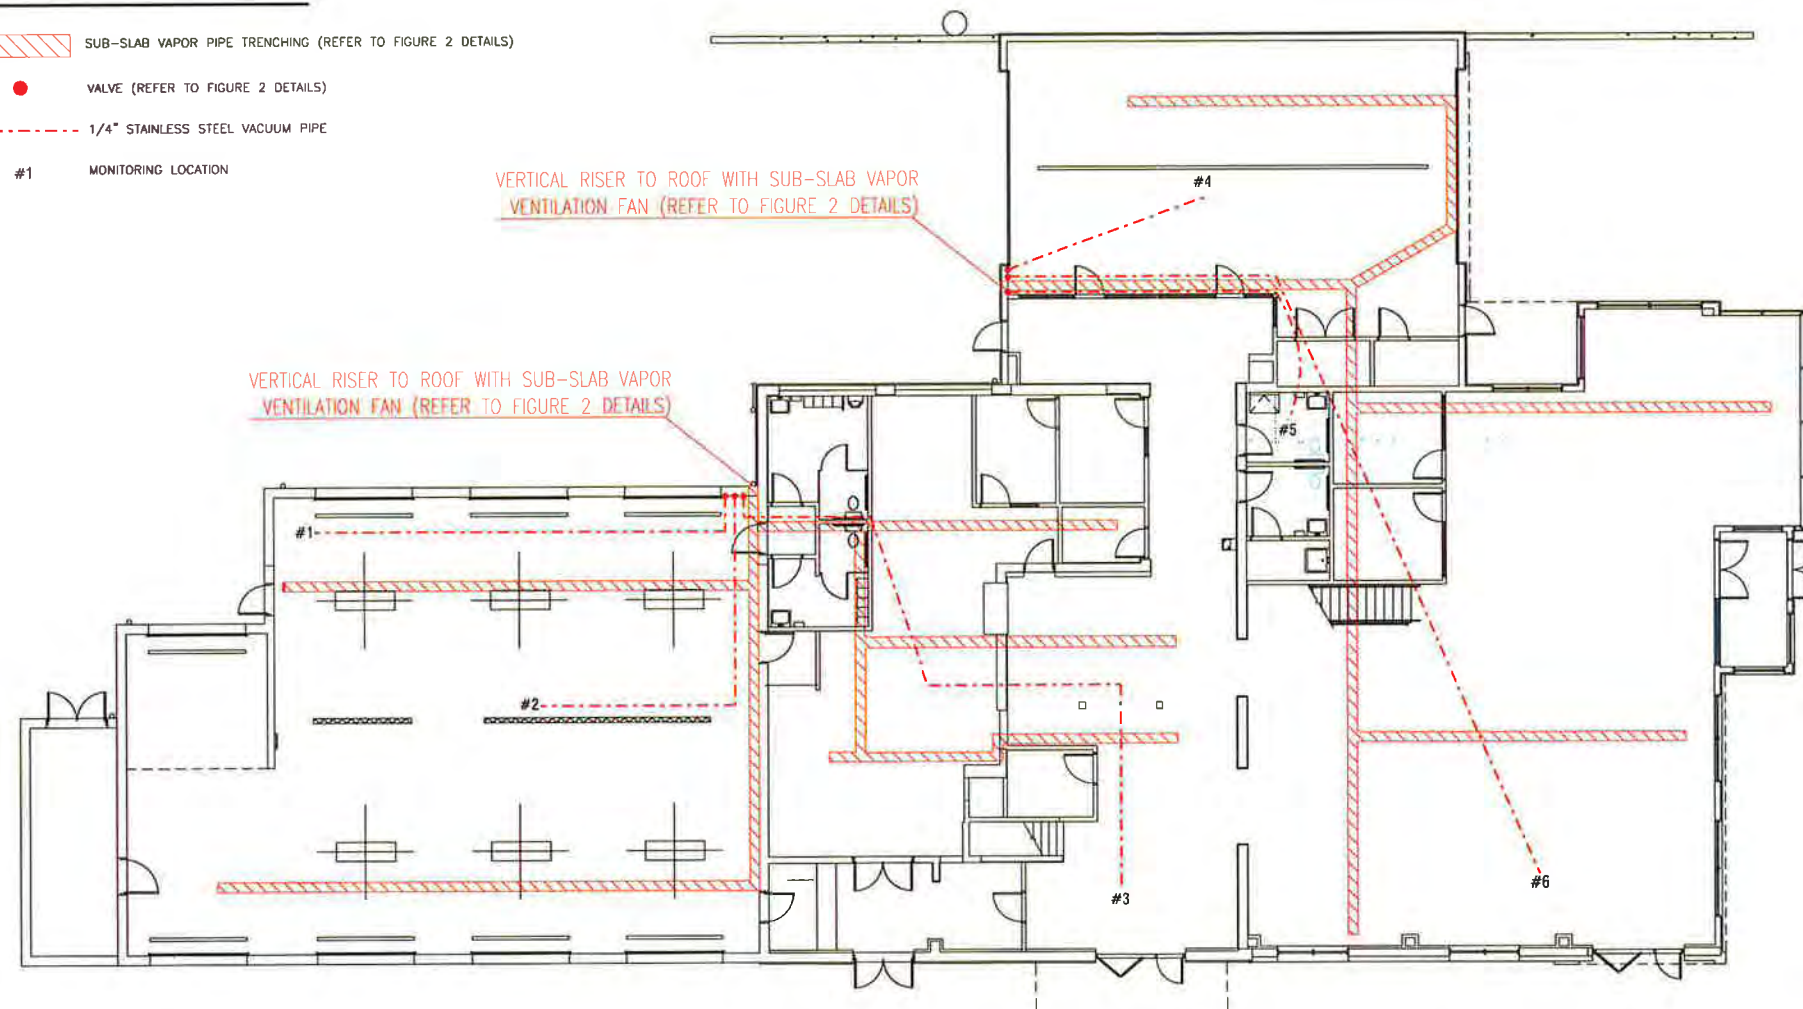 SUB-SLAB VAPOR PIPE TRENCHING (REFER TO FIGURE 2 DETAILS)
VALVE (REFER TO FIGURE 2 DETAILS)
1/4" STAINLESS STEEL VACUUM PIPE
#1 MONITORING LOCATION
VERTICAL RISER TO ROOF WITH SUB-SLAB VAPOR
VENTILATION FAN (REFER TO FIGURE 2 DETAILS)
#4
VERTICAL RISER TO ROOF WITH SUB-SLAB VAPOR
VENTILATION FAN (REFER TO FIGURE 2 DETAILS)
#5
#1
#2
#3
#6